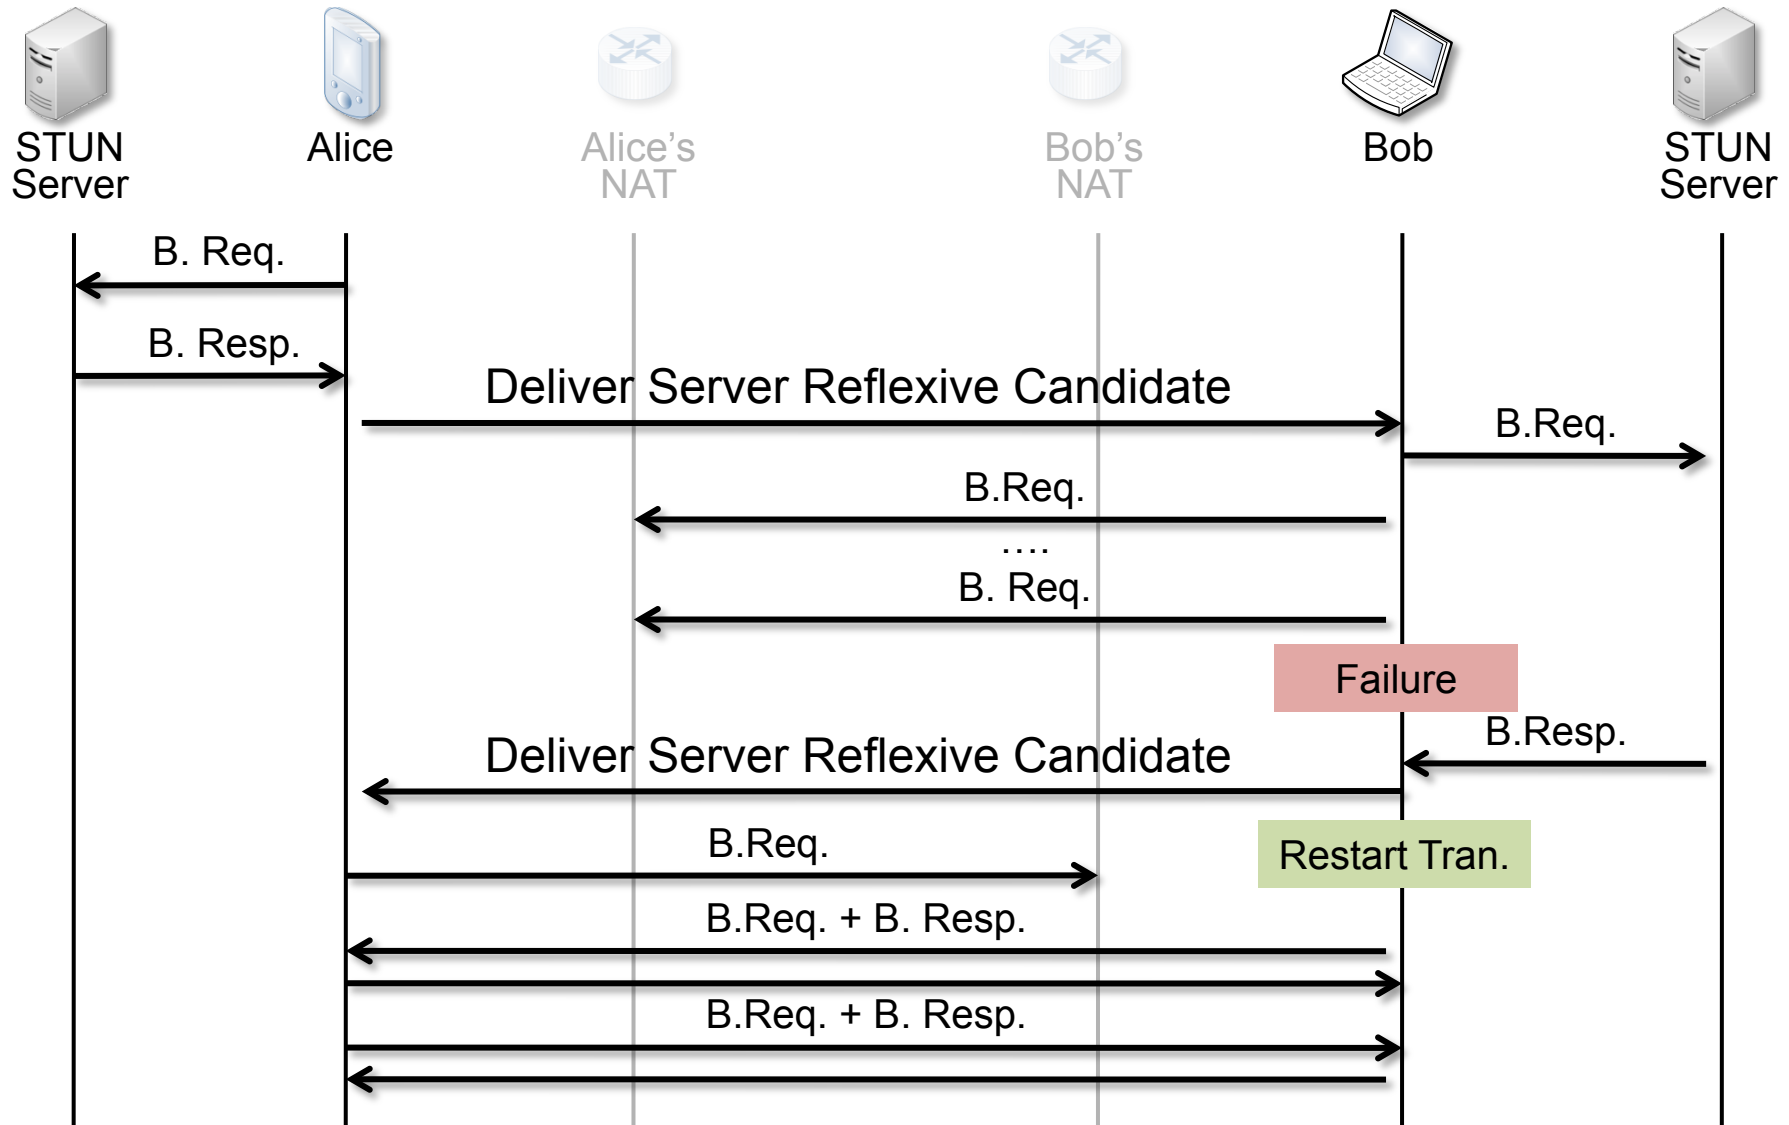 STUN
Server
Alice
Alice's
NAT
Bob's
NAT
Bob
STUN
Server
B. Req.
B. Resp.
Deliver Server Reflexive Candidate
B.Req.
B.Req.
....
B. Req.
Failure
B.Resp.
Deliver Server Reflexive Candidate
B.Req.
Restart Tran.
B.Req. + B. Resp.
B.Req. + B. Resp.